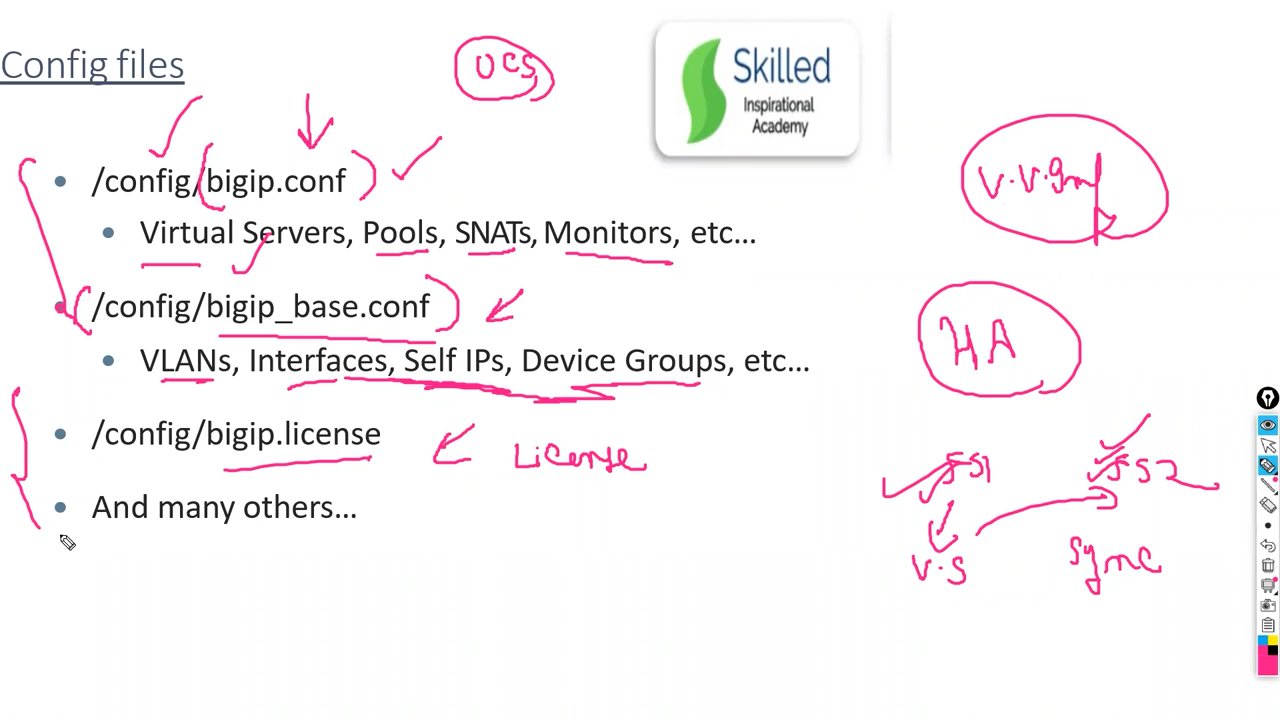 Config files
UCS
Skilled
Inspirational
Academy
/config/bigip.conf
V.V.gmp
Virtual Servers, Pools, SNATs, Monitors, etc...
/config/bigip_base.conf
HA
VLANs, Interfaces, Self IPs, Device Groups, etc...
/config/bigip.license
License
And many others...
V.S
Sync